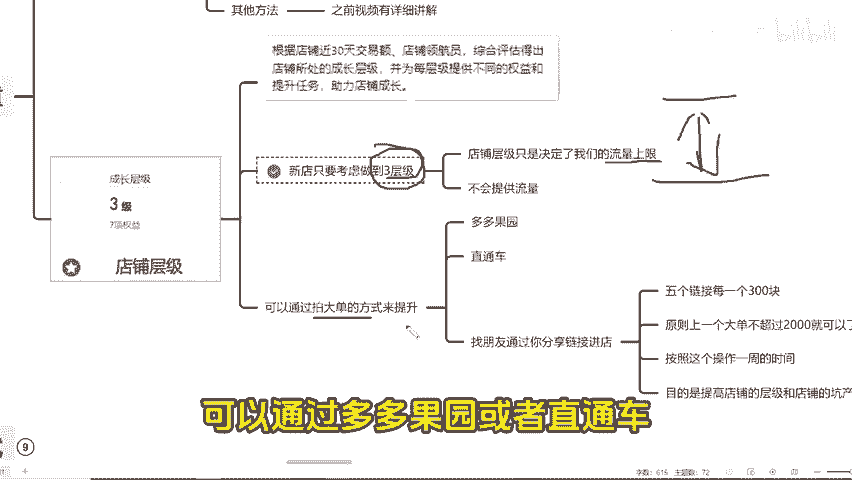 其他方法
之前视频有详细讲解
bilibili
根据店铺近30天交易额、店铺领航员,综合评估得出
店铺所处的成长层级,并为每层级提供不同的权益和
提升任务,助力店铺成长。
成长层级
3 级
7项权益
店铺层级
新店只要考虑做到3层级
店铺层级只是决定了我们的流量上限
不会提供流量
多多果园
直通车
可以通过拍大单的方式来提升
找朋友通过你分享链接进店
五个链接每一个300块
原则上一个大单不超过2000就可以了
按照这个操作一周的时间
目的是提高店铺的层级和店铺的坑产
可以通过多多果园或者直通车
9
字数:615 主题数:72